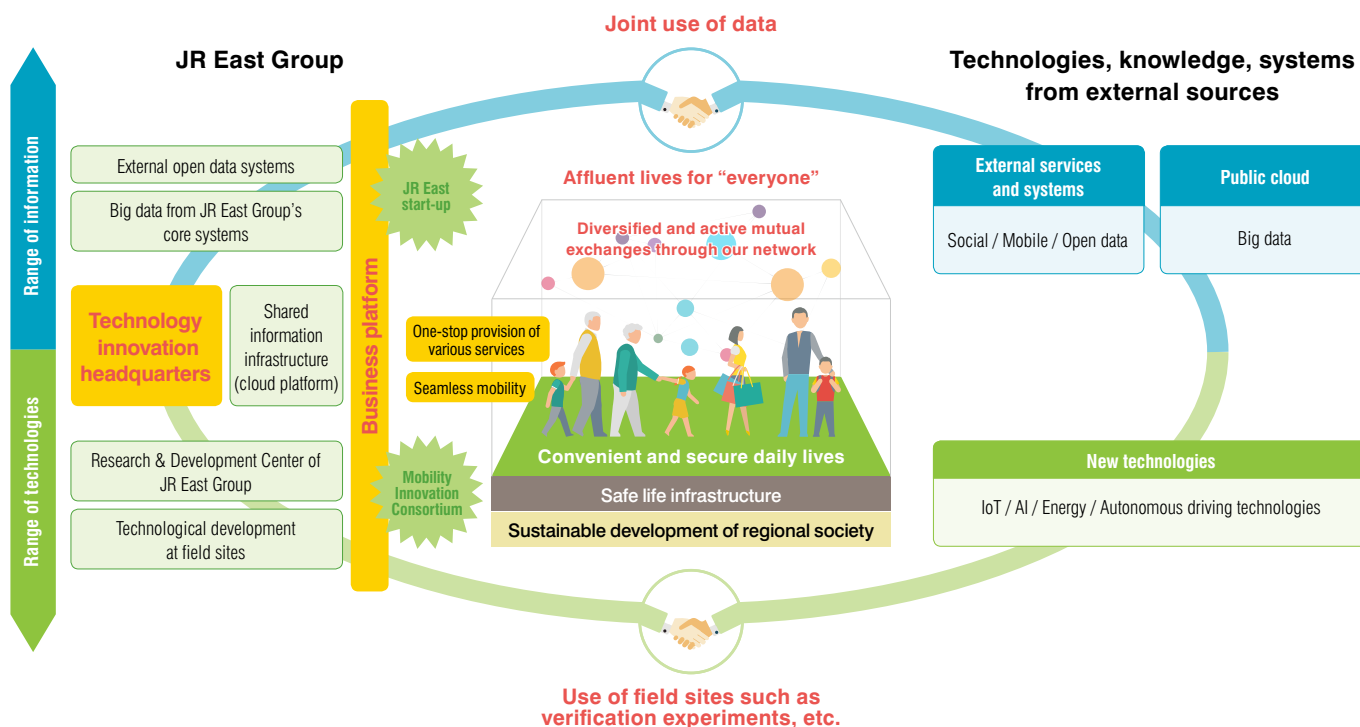 Joint use of data
JR East Group
Technologies, knowledge, systems
from external sources
Range of information
Range of technologies
External open data systems
Big data from JR East Group's
core systems
Technology
innovation
headquarters
Shared
information
infrastructure
(cloud platform)
Research & Development Center of
JR East Group
Technological development
at field sites
Business platform
JR East
start-up
Mobility
Innovation
Consortium
One-stop provision of
various services
Seamless mobility
Affluent lives for “everyone”
Diversified and active mutual
exchanges through our network
Convenient and secure daily lives
Safe life infrastructure
Sustainable development of regional society
External services
and systems
Social / Mobile / Open data
Public cloud
Big data
New technologies
IoT / AI / Energy / Autonomous driving technologies
Use of field sites such as
verification experiments, etc.